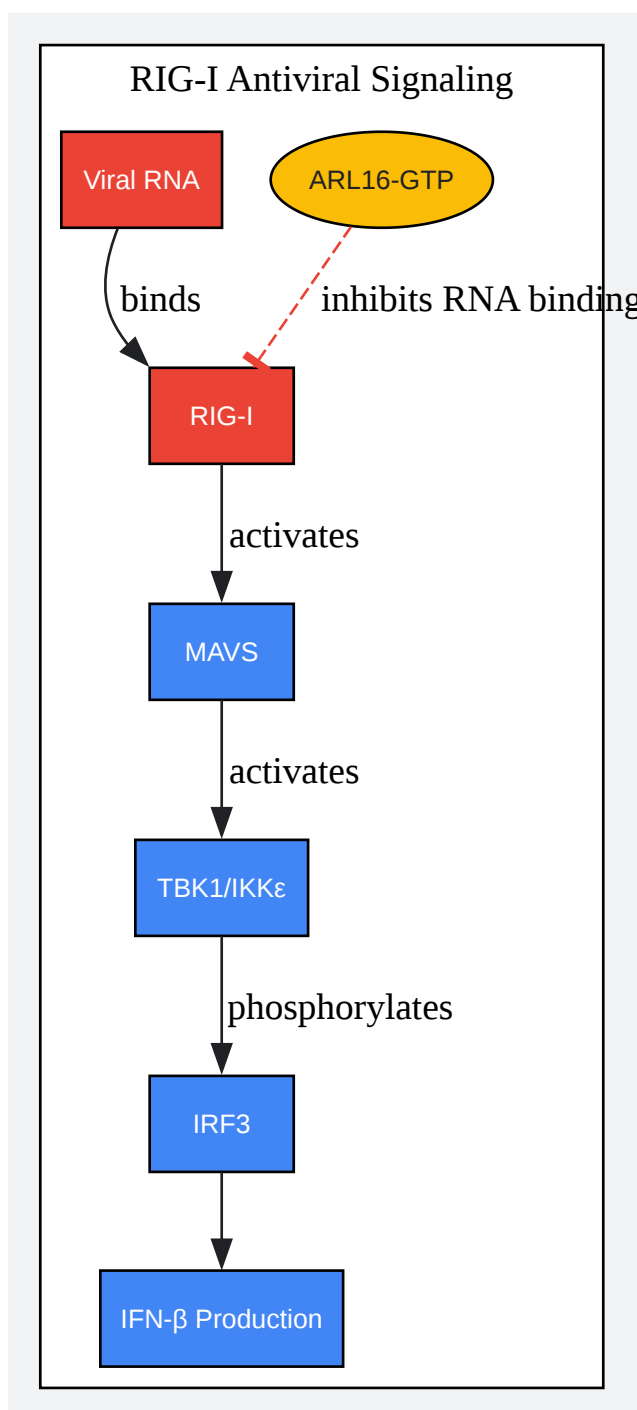 RIG-I Antiviral Signaling
Viral RNA
ARL16-GTP
binds
inhibits RNA binding
RIG-I
activates
MAVS
activates
TBK1/IKKε
phosphorylates
IRF3
IFN-β Production